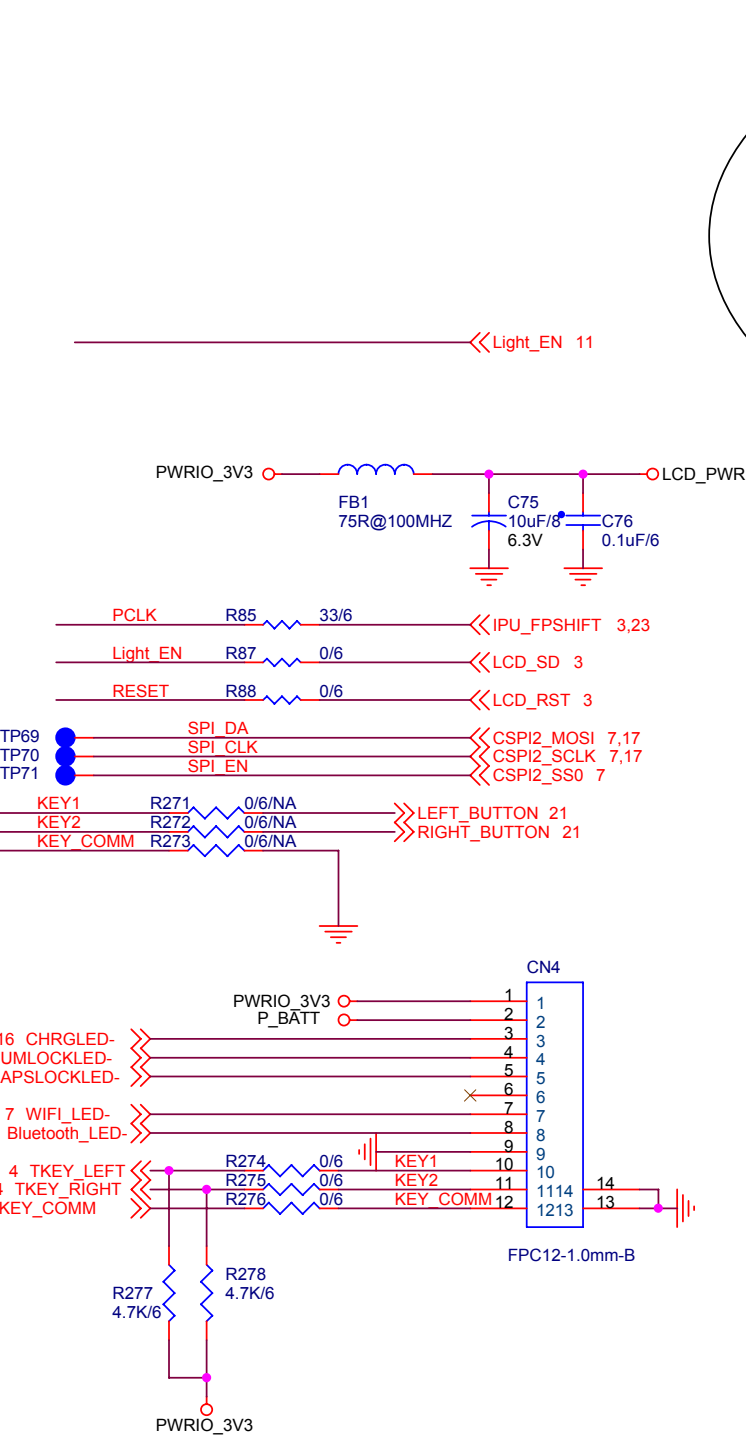 Light_EN 11
PWRIO_3V3
LCD_PWR
FB1
75R@100MHZ
C75
10uF/8
6.3V
C76
0.1uF/6
PCLK R85 33/6 IPU_FPSHIFT 3,23
Light_EN R87 0/6 LCD_SD 3
RESET R88 0/6 LCD_RST 3
TP69 SPI_DA CSPI2_MOSI 7,17
TP70 SPI_CLK CSPI2_SCLK 7,17
TP71 SPI_EN CSPI2_SS0 7
KEY1 R271 0/6/NA LEFT_BUTTON 21
KEY2 R272 0/6/NA RIGHT_BUTTON 21
KEY_COMM R273 0/6/NA
CN4
PWRIO_3V3 1 1
P_BATT 2 2
16 CHRGLED- 3 3
UMLOCKLED- 4 4
APSLOCKLED- 5 5
6 6
7 WIFI_LED- 7 7
Bluetooth_LED- 8 8
9 9
4 TKEY_LEFT R274 0/6 KEY1 10 10
4 TKEY_RIGHT R275 0/6 KEY2 11 11 14 14
KEY_COMM R276 0/6 KEY_COMM 12 12 13 13
FPC12-1.0mm-B
R277
4.7K/6
R278
4.7K/6
PWRIO_3V3